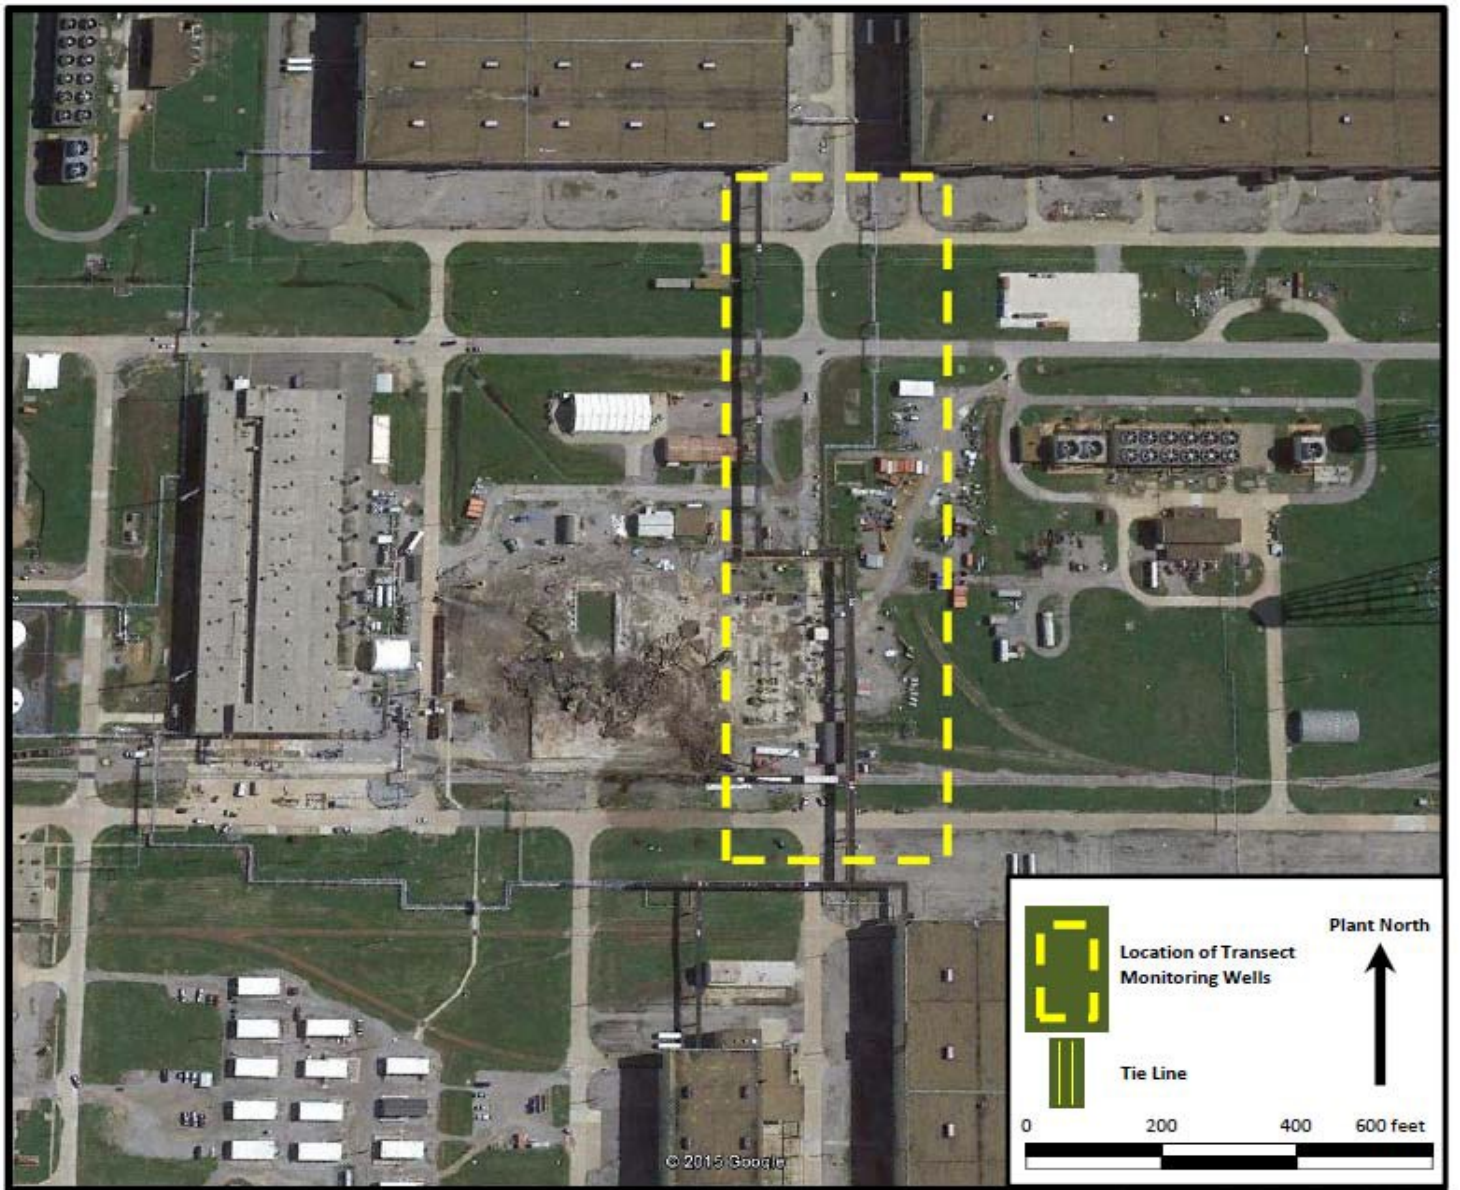 Plant North
Location of Transect
Monitoring Wells
Tie Line
0 200 400 600 feet
© 2015 Google